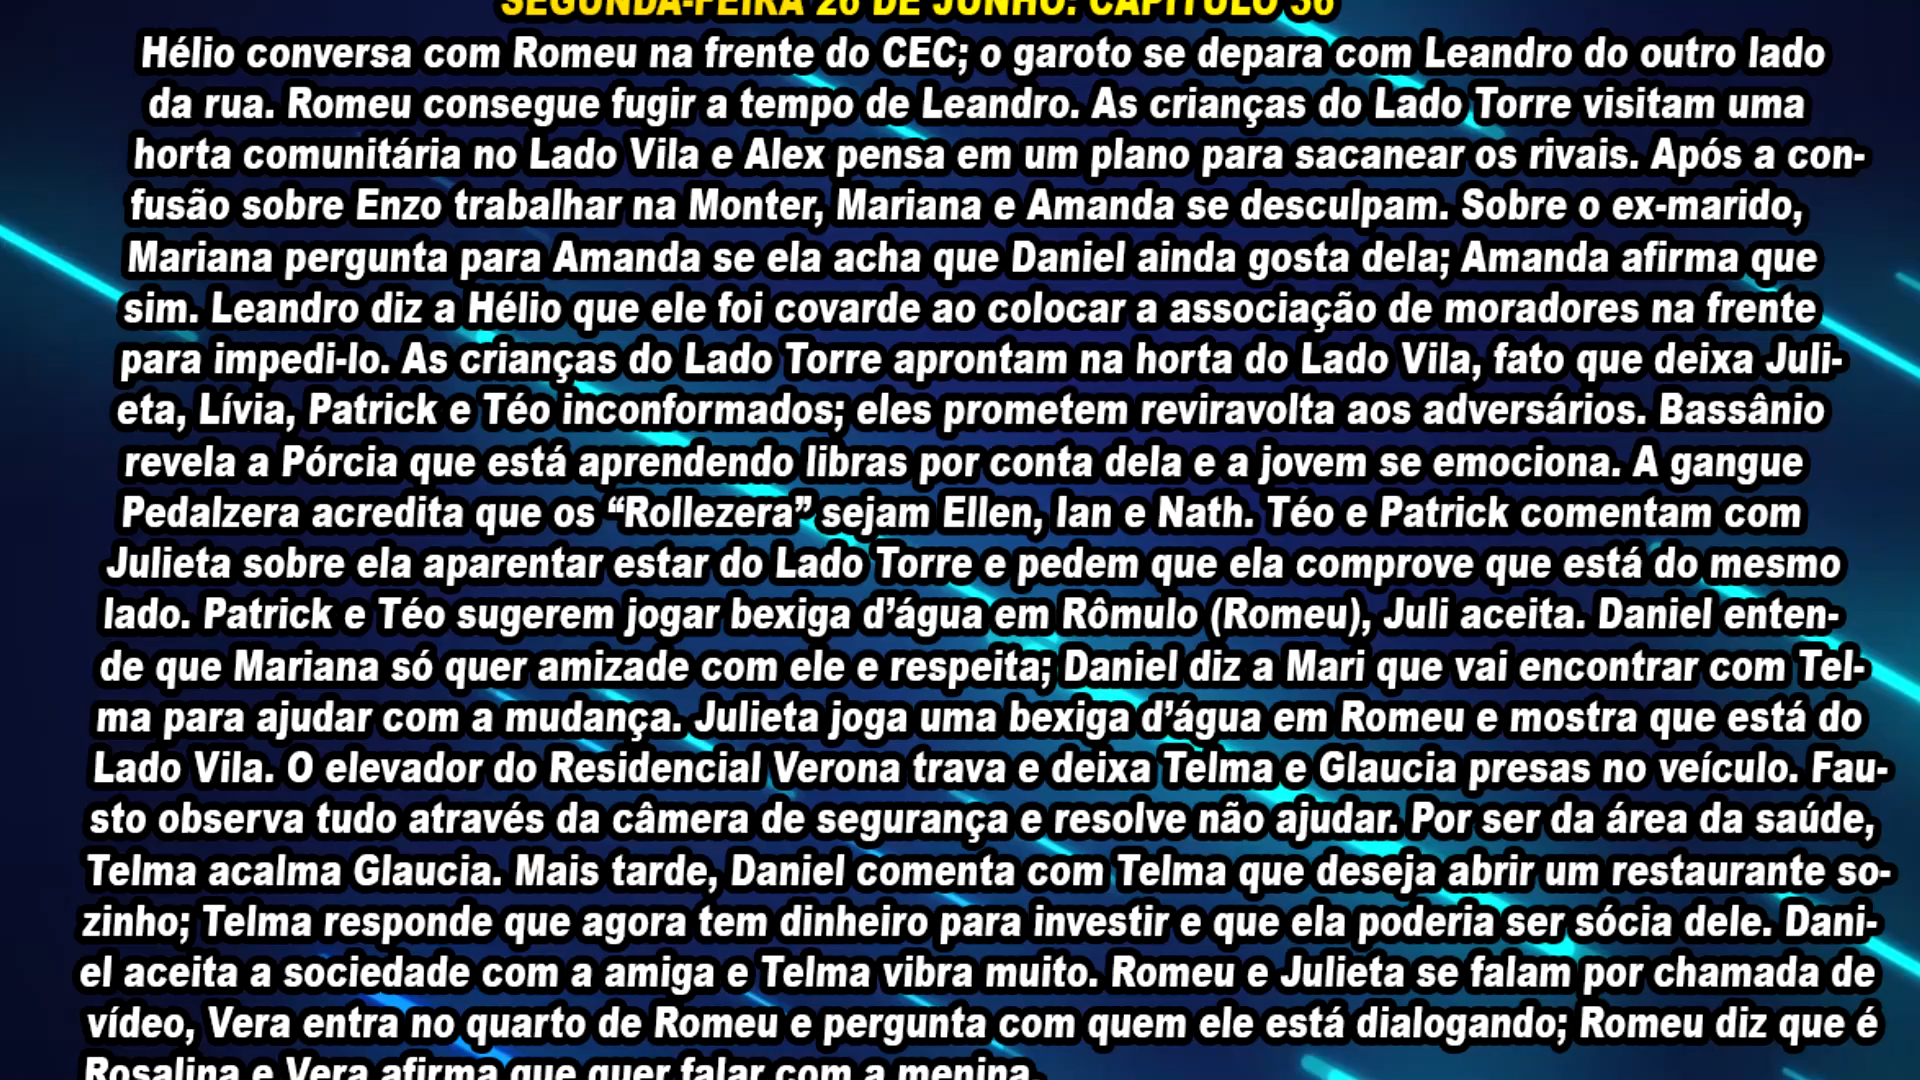 SEGUNDA-FEIRA 26 DE JUNHO: CAPÍTULO 36
Hélio conversa com Romeu na frente do CEC; o garoto se depara com Leandro do outro lado
da rua. Romeu consegue fugir a tempo de Leandro. As crianças do Lado Torre visitam uma
horta comunitária no Lado Vila e Alex pensa em um plano para sacanear os rivais. Após a con-
fusão sobre Enzo trabalhar na Monter, Mariana e Amanda se desculpam. Sobre o ex-marido,
Mariana pergunta para Amanda se ela acha que Daniel ainda gosta dela; Amanda afirma que
sim. Leandro diz a Hélio que ele foi covarde ao colocar a associação de moradores na frente
para impedi-lo. As crianças do Lado Torre aprontam na horta do Lado Vila, fato que deixa Juli-
eta, Lívia, Patrick e Téo inconformados; eles prometem reviravolta aos adversários. Bassânio
revela a Pórcia que está aprendendo libras por conta dela e a jovem se emociona. A gangue
Pedalzera acredita que os “Rollezera” sejam Ellen, Ian e Nath. Téo e Patrick comentam com
Julieta sobre ela aparentar estar do Lado Torre e pedem que ela comprove que está do mesmo
lado. Patrick e Téo sugerem jogar bexiga d’água em Rômulo (Romeu), Juli aceita. Daniel enten-
de que Mariana só quer amizade com ele e respeita; Daniel diz a Mari que vai encontrar com Tel-
ma para ajudar com a mudança. Julieta joga uma bexiga d’água em Romeu e mostra que está do
Lado Vila. O elevador do Residencial Verona trava e deixa Telma e Glaucia presas no veículo. Fau-
sto observa tudo através da câmera de segurança e resolve não ajudar. Por ser da área da saúde,
Telma acalma Glaucia. Mais tarde, Daniel comenta com Telma que deseja abrir um restaurante so-
zinho; Telma responde que agora tem dinheiro para investir e que ela poderia ser sócia dele. Dani-
el aceita a sociedade com a amiga e Telma vibra muito. Romeu e Julieta se falam por chamada de
vídeo, Vera entra no quarto de Romeu e pergunta com quem ele está dialogando; Romeu diz que é
Rosalina e Vera afirma que quer falar com a menina.